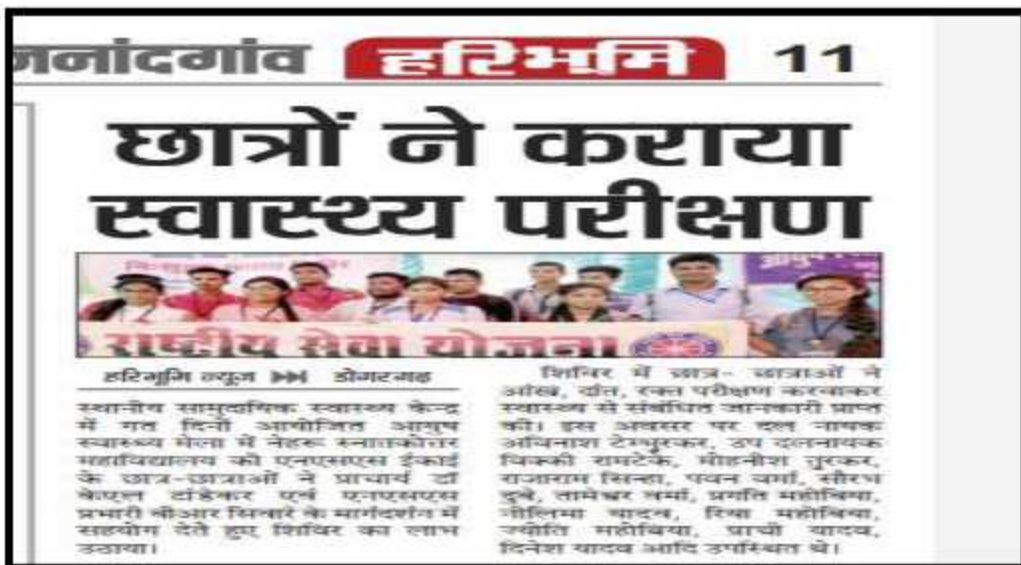 जनांदगांव हरिभूमि 11
छात्रों ने कराया
स्वास्थ्य परीक्षण
राष्ट्रीय सेवा योजना
हरिभूमि न्यूज डोंगरगढ़
स्थानीय सामुदायिक स्वास्थ्य केन्द्र
में गत दिनों आयोजित आयुष
स्वास्थ्य मेला में नेहरू स्नातकोत्तर
महाविद्यालय की एनएसएस ईकाई
के छात्र-छात्राओं ने प्राचार्य डॉ
केएल टांडेकर एवं एनएसएस
प्रभारी बीआर सिवारे के मार्गदर्शन में
सहयोग देते हुए शिविर का लाभ
उठाया।
शिविर में छात्र- छात्राओं ने
आंख, दांत, रक्त परीक्षण करवाकर
स्वास्थ्य से संबंधित जानकारी प्राप्त
की। इस अवसर पर दल नायक
अविनाश टेम्भुरकर, उप दलनायक
विक्की रामटेके, मोहनीश तुरकर,
राजाराम सिन्हा, पवन वर्मा, सौरभ
दुबे, तामेश्वर वर्मा, प्रगति महोबिया,
नीलिमा यादव, रिया महोबिया,
ज्योति महोबिया, प्राची यादव,
दिनेश यादव आदि उपस्थित थे।